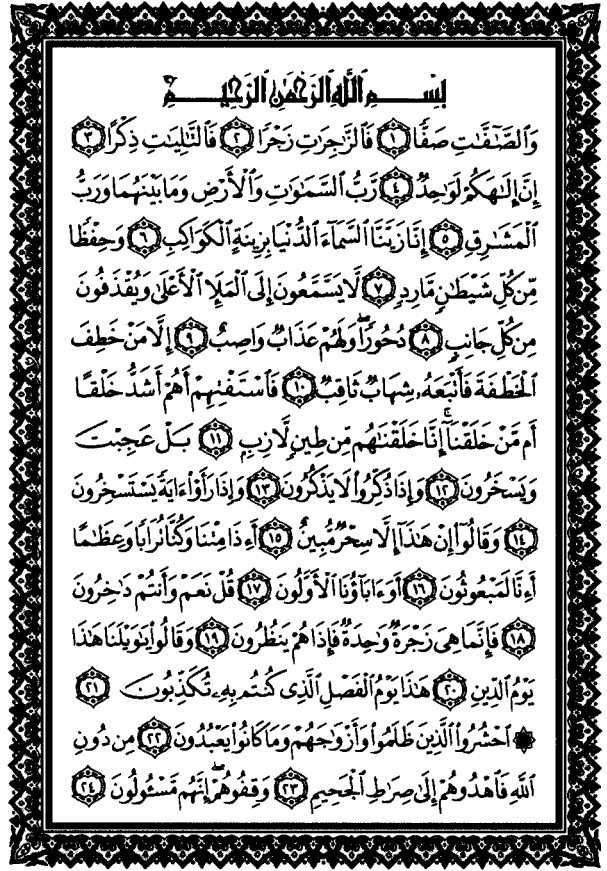 بِسْمِ ٱللَّهِ ٱلرَّحْمَٰنِ ٱلرَّحِيمِ
وَٱلصَّٰٓفَّٰتِ صَفًّا ١ فَٱلزَّٰجِرَٰتِ زَجْرًا ٢ فَٱلتَّٰلِيَٰتِ ذِكْرًا ٣
إِنَّ إِلَٰهَكُمْ لَوَٰحِدٌ ٤ رَّبُّ ٱلسَّمَٰوَٰتِ وَٱلْأَرْضِ وَمَا بَيْنَهُمَا وَرَبُّ
ٱلْمَشَٰرِقِ ٥ إِنَّا زَيَّنَّا ٱلسَّمَآءَ ٱلدُّنْيَا بِزِينَةٍ ٱلْكَوَاكِبِ ٦ وَحِفْظًا
مِّن كُلِّ شَيْطَٰنٍ مَّارِدٍ ٧ لَّا يَسَّمَّعُونَ إِلَى ٱلْمَلَإِ ٱلْأَعْلَىٰ وَيُقْذَفُونَ
مِن كُلِّ جَانِبٍ ٨ دُحُورًا ۖ وَلَهُمْ عَذَابٌ وَاصِبٌ ٩ إِلَّا مَنْ خَطِفَ
ٱلْخَطْفَةَ فَأَتْبَعَهُۥ شِهَابٌ ثَاقِبٌ ١٠ فَٱسْتَفْتِهِمْ أَهُمْ أَشَدُّ خَلْقًا
أَم مَّنْ خَلَقْنَآ ۚ إِنَّا خَلَقْنَٰهُم مِّن طِينٍ لَّازِبٍ ١١ بَلْ عَجِبْتَ
وَيَسْخَرُونَ ١٢ وَإِذَا ذُكِّرُوا۟ لَا يَذْكُرُونَ ١٣ وَإِذَا رَأَوْا۟ ءَايَةً يَسْتَسْخِرُونَ
١٤ وَقَالُوٓا۟ إِنْ هَٰذَآ إِلَّا سِحْرٌ مُّبِينٌ ١٥ أَءِذَا مِتْنَا وَكُنَّا تُرَابًا وَعِظَٰمًا
أَءِنَّا لَمَبْعُوثُونَ ١٦ أَوَءَابَآؤُنَا ٱلْأَوَّلُونَ ١٧ قُلْ نَعَمْ وَأَنتُمْ دَٰخِرُونَ
١٨ فَإِنَّمَا هِىَ زَجْرَةٌ وَٰحِدَةٌ فَإِذَا هُمْ يَنظُرُونَ ١٩ وَقَالُوا۟ يَٰوَيْلَنَا هَٰذَا
يَوْمُ ٱلدِّينِ ٢٠ هَٰذَا يَوْمُ ٱلْفَصْلِ ٱلَّذِى كُنتُم بِهِۦ تُكَذِّبُونَ ٢١
۞ ٱحْشُرُوا۟ ٱلَّذِينَ ظَلَمُوا۟ وَأَزْوَٰجَهُمْ وَمَا كَانُوا۟ يَعْبُدُونَ ٢٢ مِن دُونِ
ٱللَّهِ فَٱهْدُوهُمْ إِلَىٰ صِرَٰطِ ٱلْجَحِيمِ ٢٣ وَقِفُوهُمْ ۖ إِنَّهُم مَّسْـُٔولُونَ ٢٤